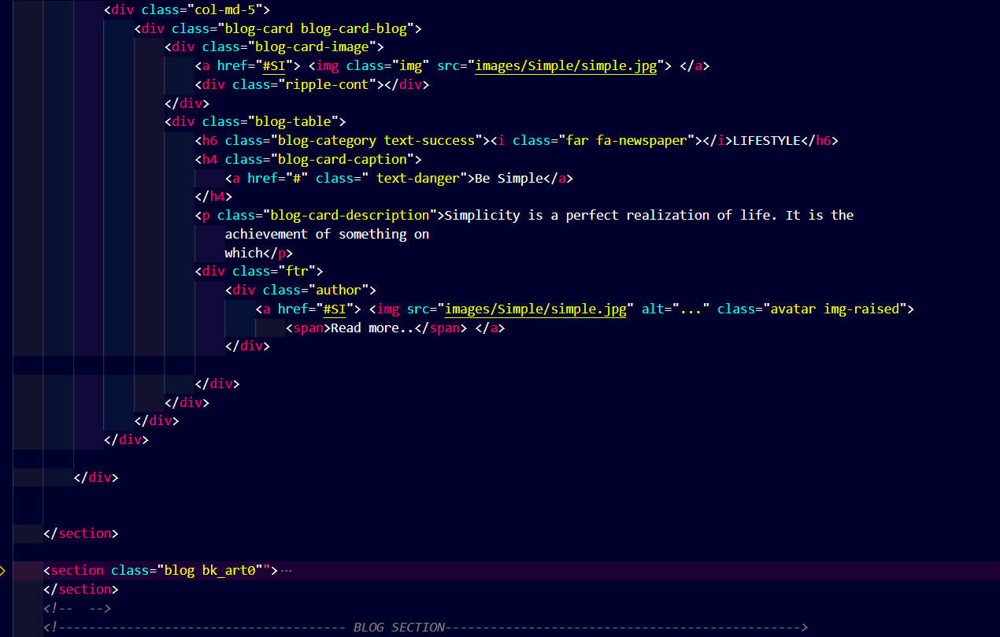 <div class="col-md-5">
<div class="blog-card blog-card-blog">
<div class="blog-card-image">
<a href="#SI"> <img class="img" src="images/Simple/simple.jpg"> </a>
<div class="ripple-cont"></div>
</div>
<div class="blog-table">
<h6 class="blog-category text-success"><i class="far fa-newspaper"></i>LIFESTYLE</h6>
<h4 class="blog-card-caption">
<a href="#" class=" text-danger">Be Simple</a>
</h4>
<p class="blog-card-description">Simplicity is a perfect realization of life. It is the
achievement of something on
which</p>
<div class="ftr">
<div class="author">
<a href="#SI"> <img src="images/Simple/simple.jpg" alt="..." class="avatar img-raised">
<span>Read more..</span> </a>
</div>
</div>
</div>
</div>
</div>
</div>
</section>
<section class="blog bk_art0"">···
</section>
<!--  -->
<!-------------------------------------- BLOG SECTION----------------------------------------------->